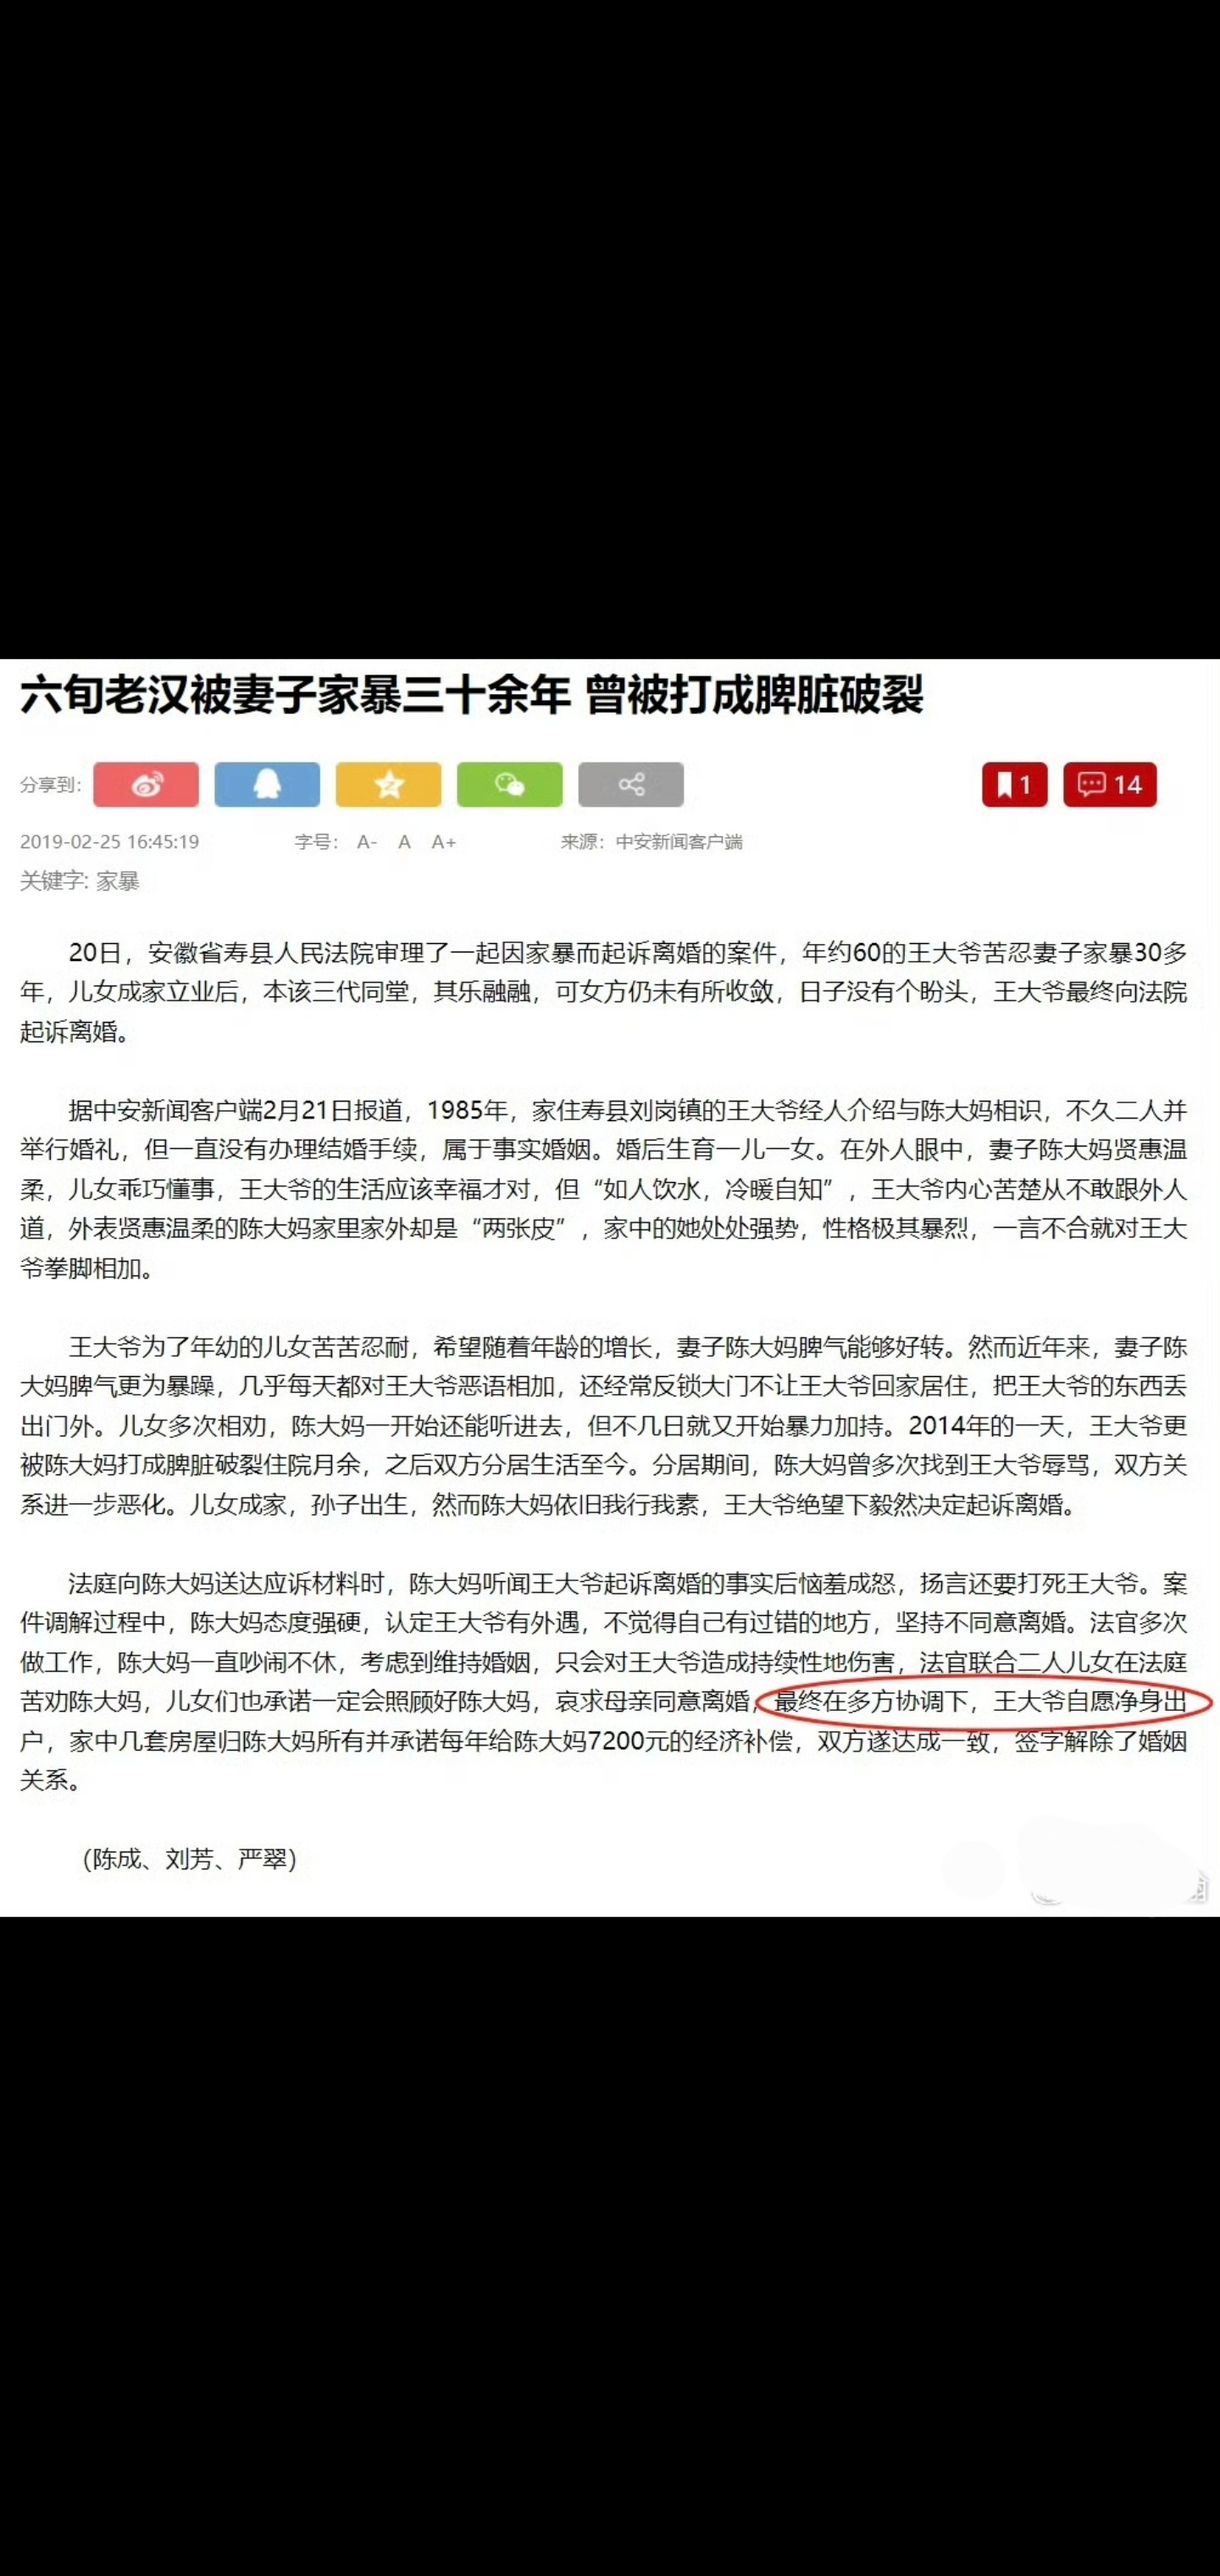 六旬老汉被妻子家暴三十余年 曾被打成脾脏破裂
分享到: 1 14
2019-02-25 16:45:19 字号: A- A A+ 来源: 中安新闻客户端
关键字: 家暴
20日，安徽省寿县人民法院审理了一起因家暴而起诉离婚的案件，年约60的王大爷苦忍妻子家暴30多
年，儿女成家立业后，本该三代同堂，其乐融融，可女方仍未有所收敛，日子没有个盼头，王大爷最终向法院
起诉离婚。
据中安新闻客户端2月21日报道，1985年，家住寿县刘岗镇的王大爷经人介绍与陈大妈相识，不久二人并
举行婚礼，但一直没有办理结婚手续，属于事实婚姻。婚后生育一儿一女。在外人眼中，妻子陈大妈贤惠温
柔，儿女乖巧懂事，王大爷的生活应该幸福才对，但“如人饮水，冷暖自知”，王大爷内心苦楚从不敢跟外人
道，外表贤惠温柔的陈大妈家里家外却是“两张皮”，家中的她处处强势，性格极其暴烈，一言不合就对王大
爷拳脚相加。
王大爷为了年幼的儿女苦苦忍耐，希望随着年龄的增长，妻子陈大妈脾气能够好转。然而近年来，妻子陈
大妈脾气更为暴躁，几乎每天都对王大爷恶语相加，还经常反锁大门不让王大爷回家居住，把王大爷的东西丢
出门外。儿女多次相劝，陈大妈一开始还能听进去，但不几日就又开始暴力加持。2014年的一天，王大爷更
被陈大妈打成脾脏破裂住院月余，之后双方分居生活至今。分居期间，陈大妈曾多次找到王大爷辱骂，双方关
系进一步恶化。儿女成家，孙子出生，然而陈大妈依旧我行我素，王大爷绝望下毅然决定起诉离婚。
法庭向陈大妈送达应诉材料时，陈大妈听闻王大爷起诉离婚的事实后恼羞成怒，扬言还要打死王大爷。案
件调解过程中，陈大妈态度强硬，认定王大爷有外遇，不觉得自己有过错的地方，坚持不同意离婚。法官多次
做工作，陈大妈一直吵闹不休，考虑到维持婚姻，只会对王大爷造成持续性地伤害，法官联合二人儿女在法庭
苦劝陈大妈，儿女们也承诺一定会照顾好陈大妈，哀求母亲同意离婚，最终在多方协调下，王大爷自愿净身出
户，家中几套房屋归陈大妈所有并承诺每年给陈大妈7200元的经济补偿，双方遂达成一致，签字解除了婚姻
关系。
（陈成、刘芳、严翠）